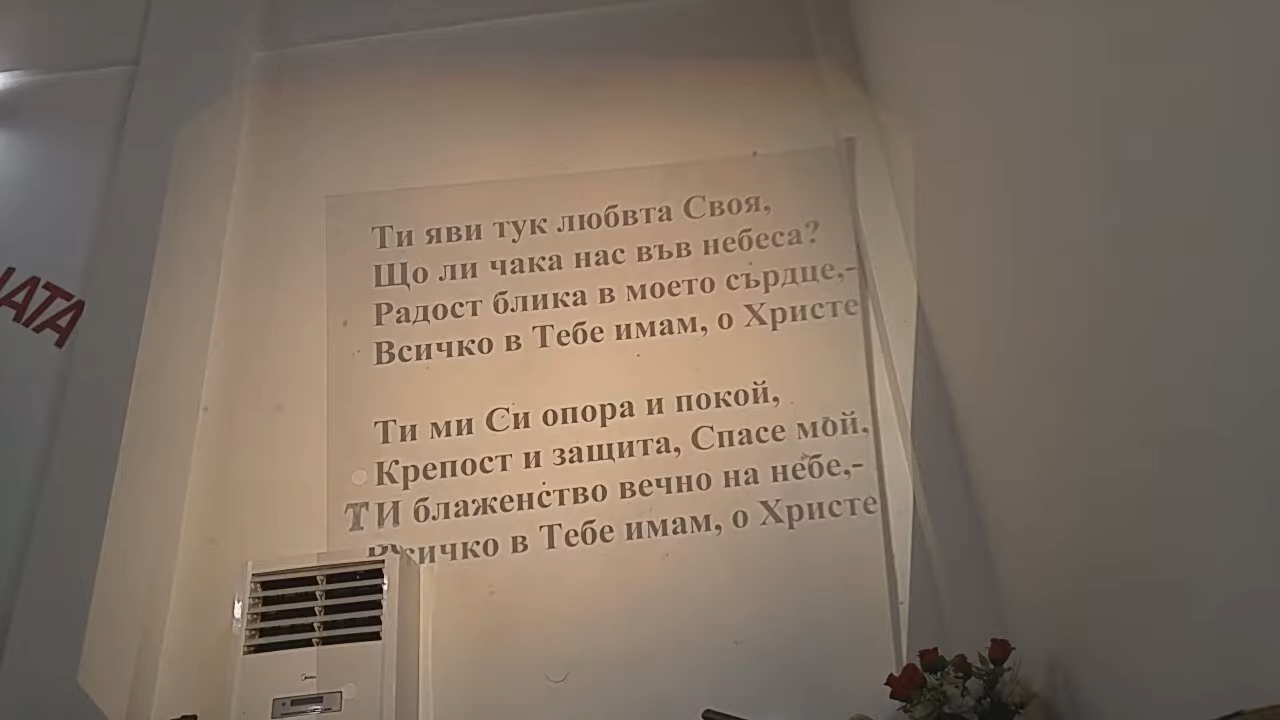 Ти яви тук любвта Своя,
Що ли чака нас във небеса?
Радост блика в моето сърдце,-
Всичко в Тебе имам, о Христе
Ти ми Си опора и покой,
Крепост и защита, Спасе мой,
ТИ блаженство вечно на небе,-
Всичко в Тебе имам, о Христе